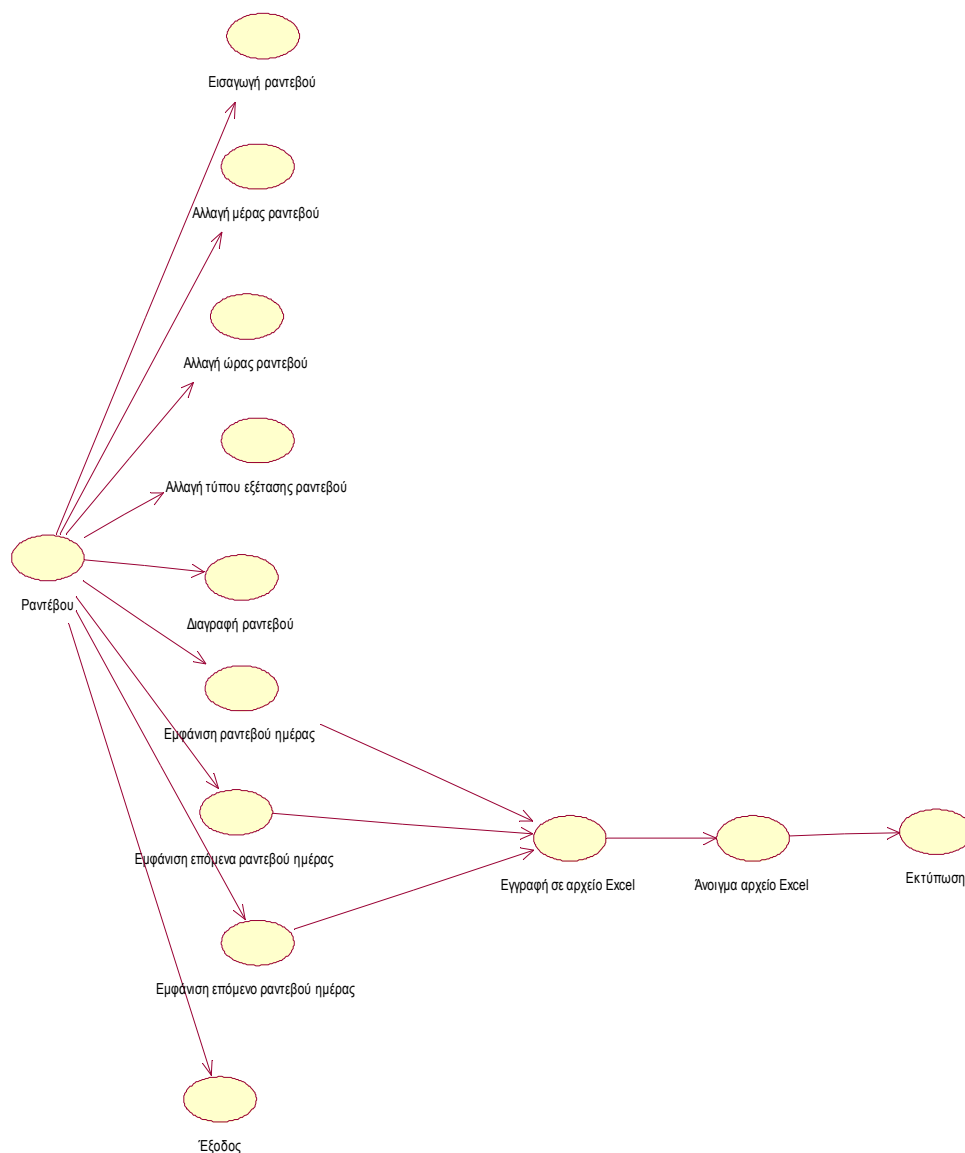 Εισαγωγή ραντεβού
Αλλαγή μέρας ραντεβού
Αλλαγή ώρας ραντεβού
Αλλαγή τύπου εξέτασης ραντεβού
Ραντέβου
Διαγραφή ραντεβού
Εμφάνιση ραντεβού ημέρας
Εμφάνιση επόμενα ραντεβού ημέρας
Εγγραφή σε αρχείο Excel
Άνοιγμα αρχείο Excel
Εκτύπωση
Εμφάνιση επόμενο ραντεβού ημέρας
Έξοδος